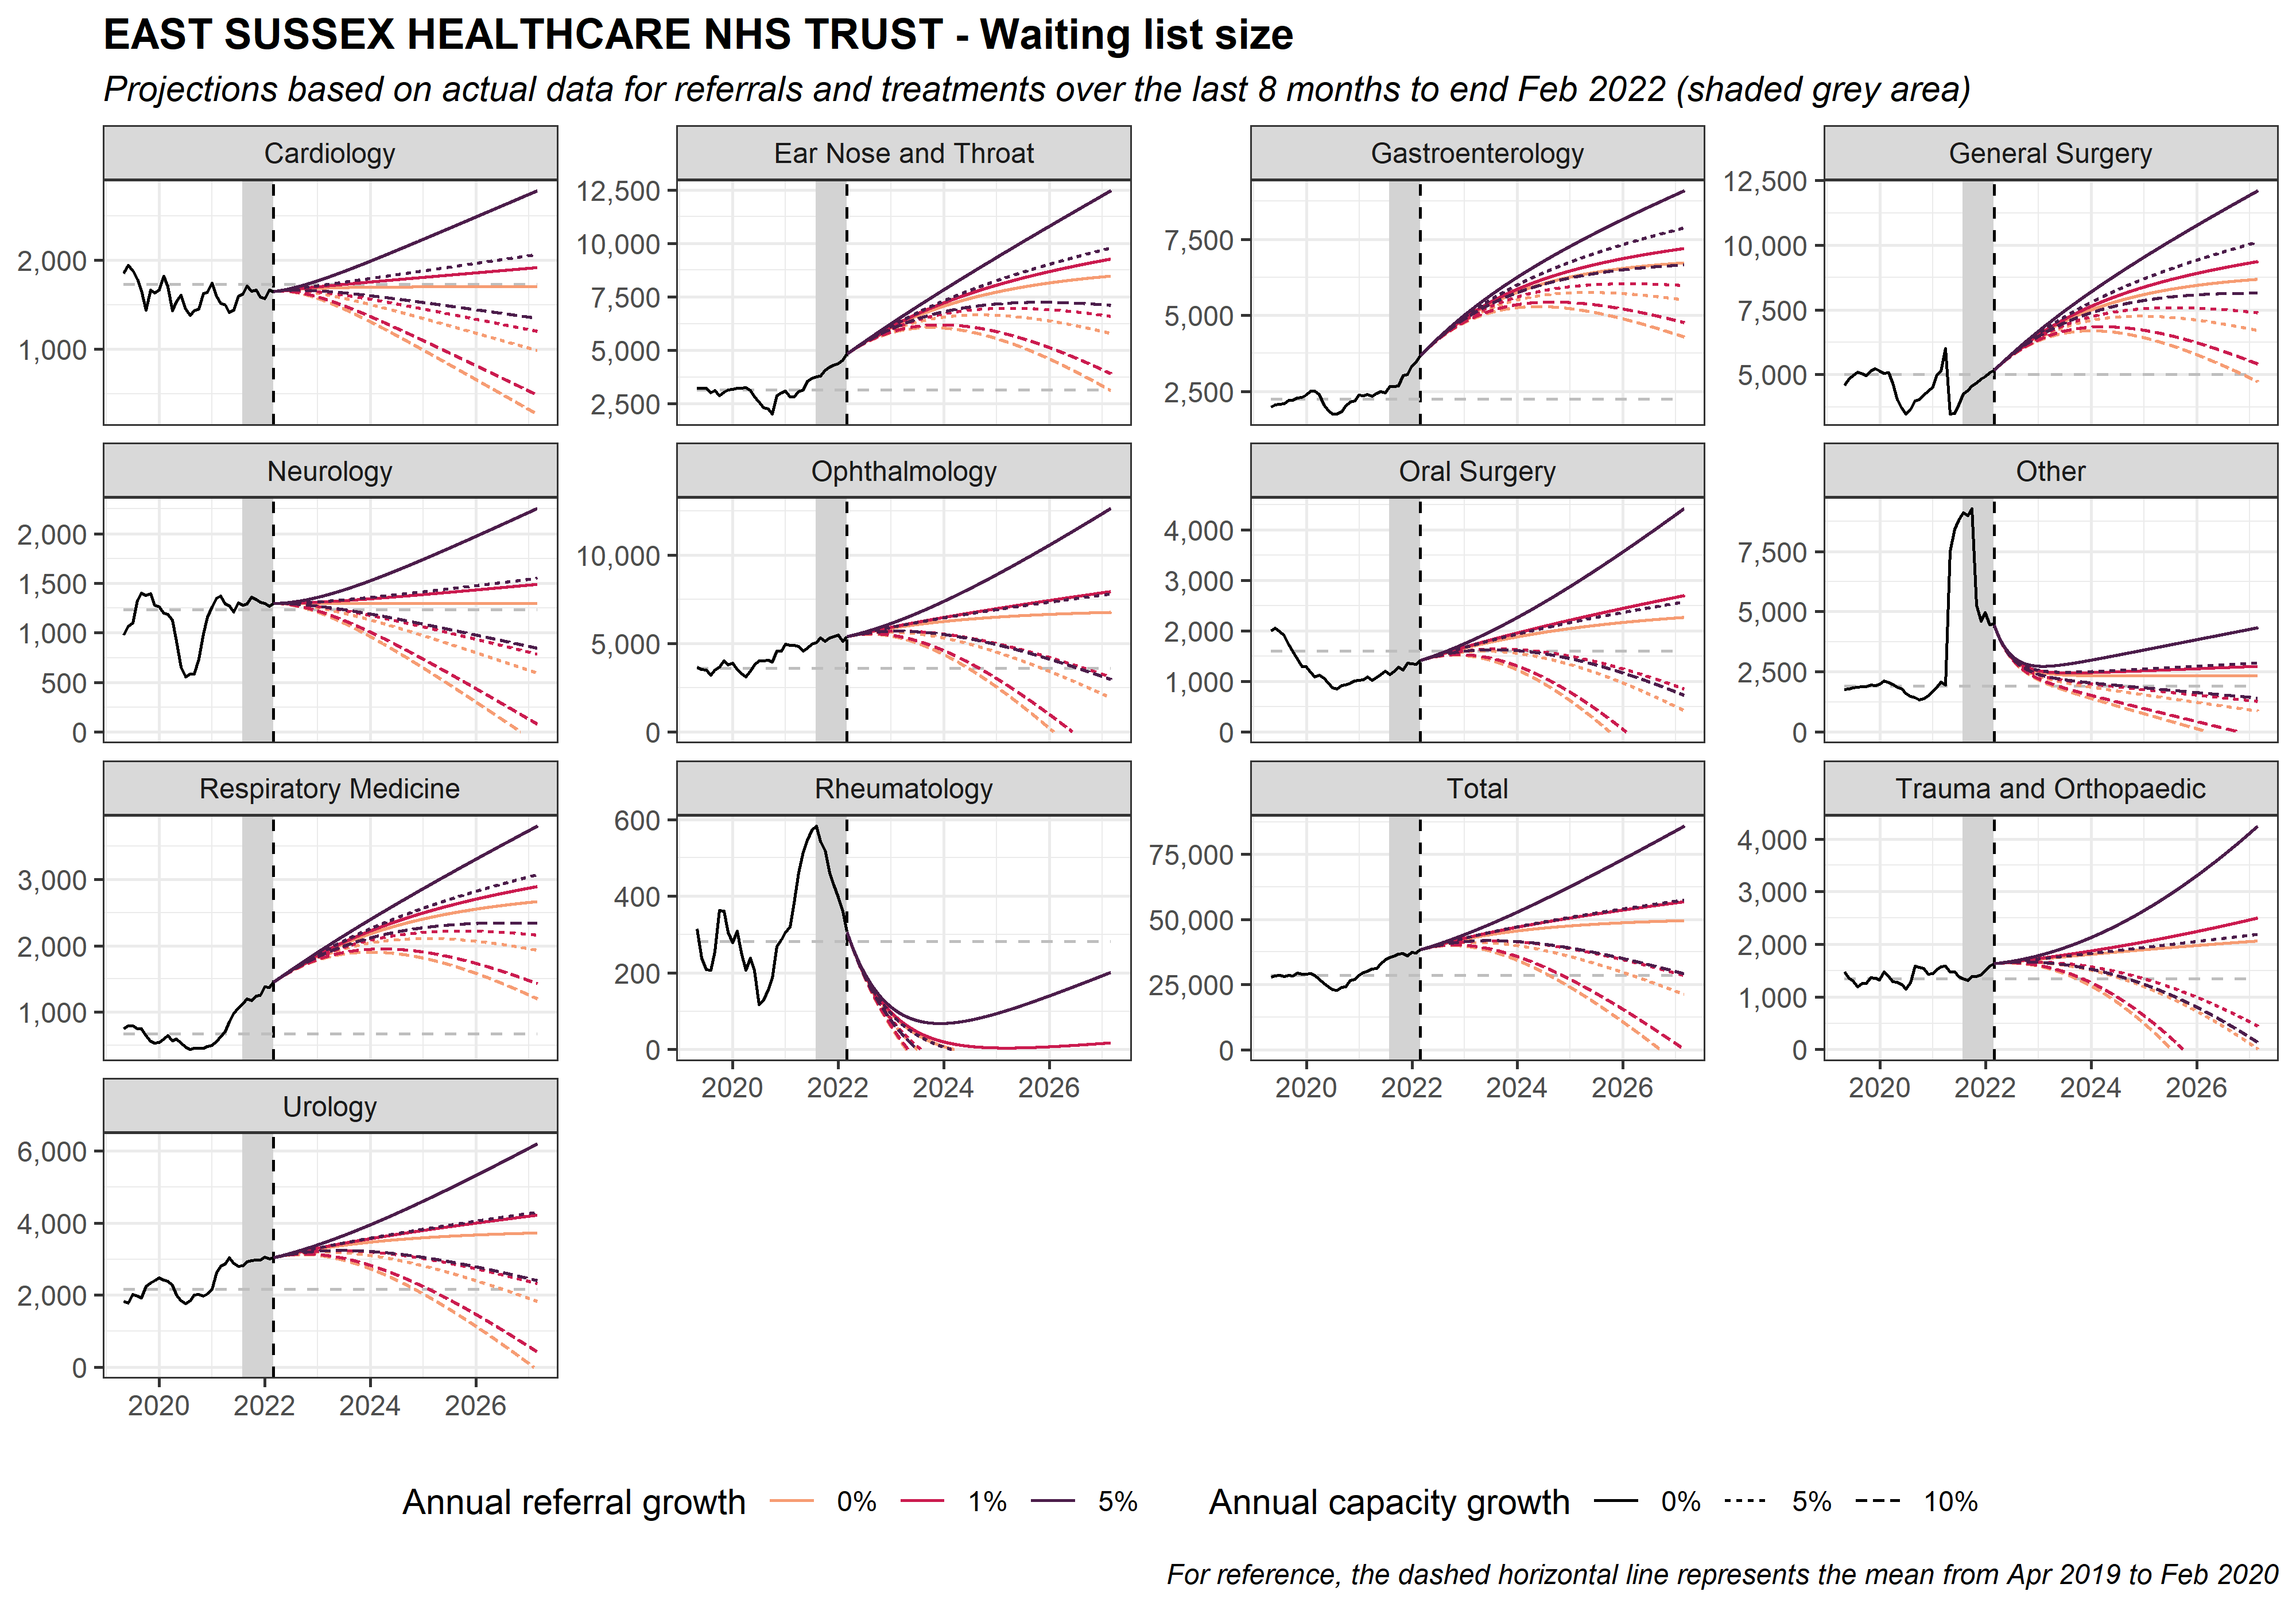 EAST SUSSEX HEALTHCARE NHS TRUST - Waiting list size
Projections based on actual data for referrals and treatments over the last 8 months to end Feb 2022 (shaded grey area)
Cardiology
2,000
1,000
Ear Nose and Throat
12,500
10,000
7,500
5,000
2,500
Gastroenterology
7,500
5,000
2,500
General Surgery
12,500
10,000
7,500
5,000
Neurology
2,000
1,500
1,000
500
0
Ophthalmology
10,000
5,000
0
Oral Surgery
4,000
3,000
2,000
1,000
0
Other
7,500
5,000
2,500
0
Respiratory Medicine
3,000
2,000
1,000
Rheumatology
600
400
200
0
2020 2022 2024 2026
Total
75,000
50,000
25,000
0
2020 2022 2024 2026
Trauma and Orthopaedic
4,000
3,000
2,000
1,000
0
2020 2022 2024 2026
Urology
6,000
4,000
2,000
0
2020 2022 2024 2026
Annual referral growth 0% 1% 5% Annual capacity growth 0% 5% 10%
For reference, the dashed horizontal line represents the mean from Apr 2019 to Feb 2020